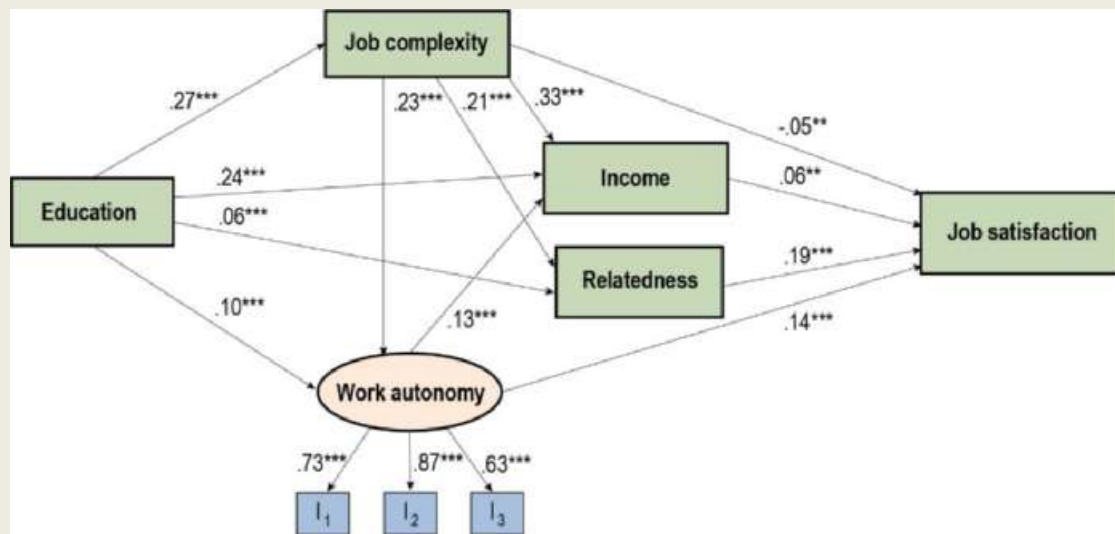 Job complexity
.27***
.23***
.21***
.33***
-.05**
.24***
Income
.06**
Education
.06***
Job satisfaction
Relatedness
.19***
.10***
.13***
.14***
Work autonomy
.73***
.87***
.63***
I1
I2
I3